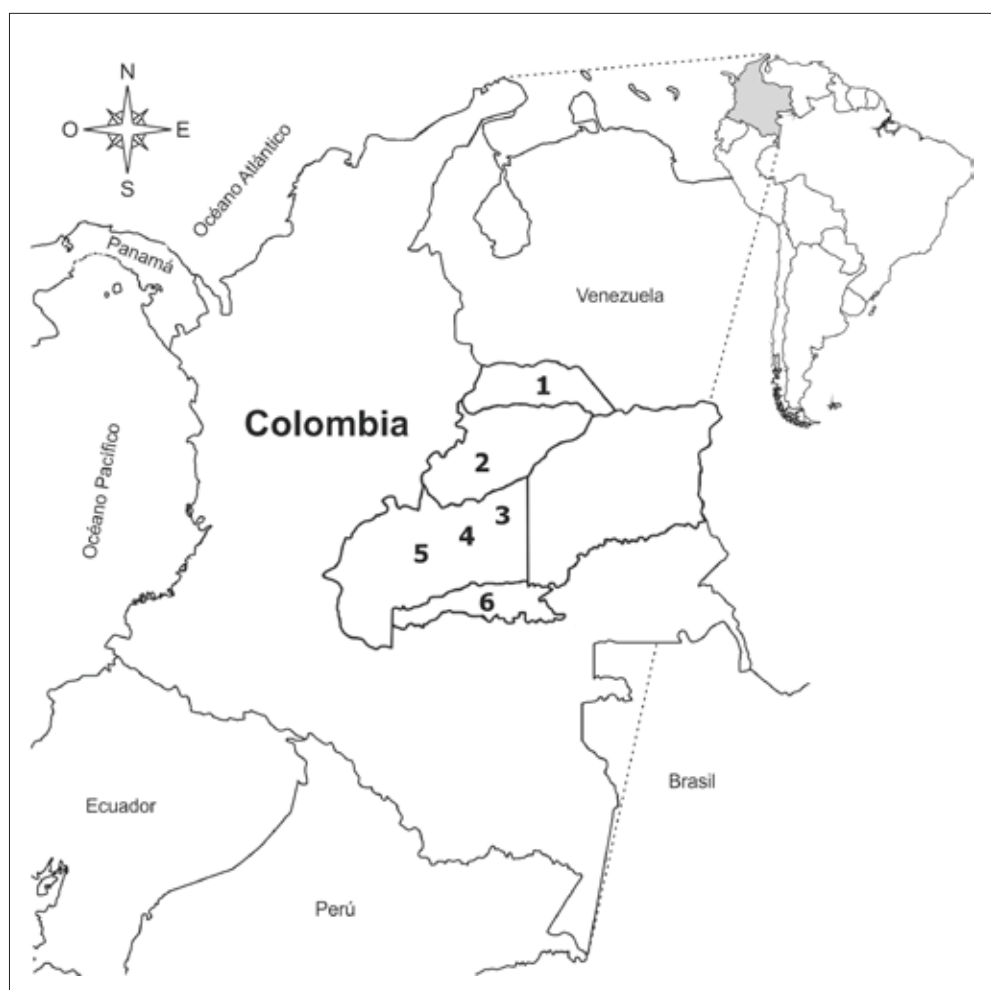 N
O E
S
Océano Atlántico
Panamá
Venezuela
1
Colombia
2
3
4
5
Océano Pacífico
6
Brasil
Ecuador
Perú